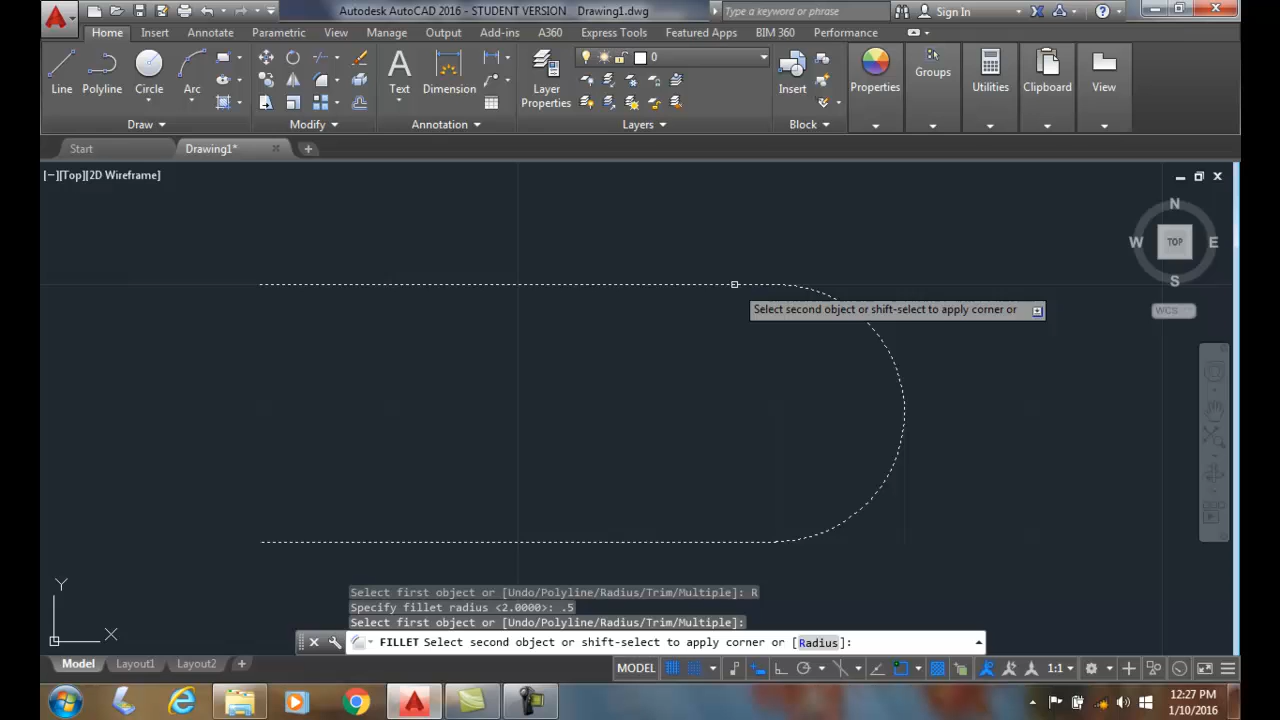 Autodesk AutoCAD 2016 - STUDENT VERSION Drawing1.dwg
Type a keyword or phrase
Sign In
Home Insert Annotate Parametric View Manage Output Add-ins A360 Express Tools Featured Apps BIM 360 Performance
Line Polyline Circle Arc
Text Dimension
Layer Properties
0
Insert
Properties Groups Utilities Clipboard View
Draw Modify Annotation Layers Block
Start Drawing1*
[−][Top][2D Wireframe]
N
W TOP E
S
WCS
Select second object or shift-select to apply corner or
Y
X
Select first object or [Undo/Polyline/Radius/Trim/Multiple]: R
Specify fillet radius <2.0000>: .5
Select first object or [Undo/Polyline/Radius/Trim/Multiple]:
FILLET Select second object or shift-select to apply corner or [Radius]:
Model Layout1 Layout2 +
MODEL 1:1
12:27 PM
1/10/2016